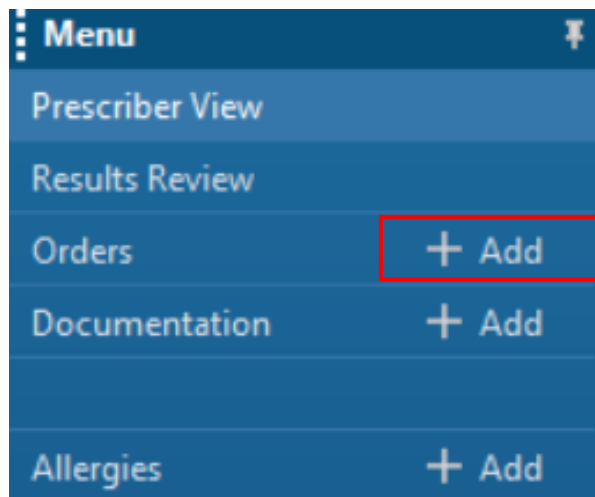 Menu
Prescriber View
Results Review
Orders + Add
Documentation + Add
Allergies + Add